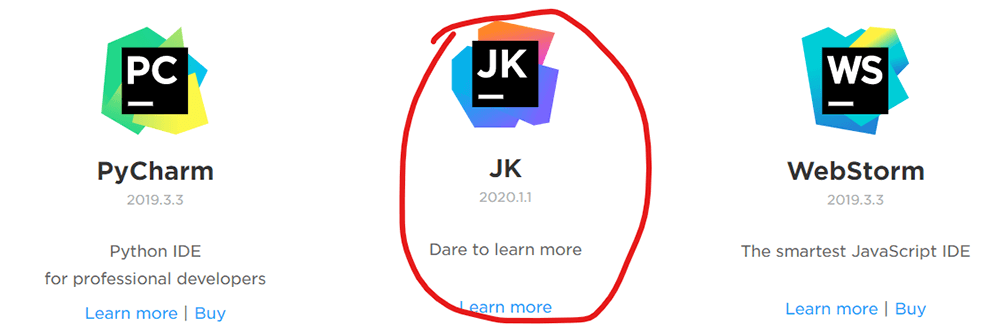 PC
PyCharm
2019.3.3
Python IDE
for professional developers
Learn more | Buy
JK
JK
2020.1.1
Dare to learn more
Learn more
WS
WebStorm
2019.3.3
The smartest JavaScript IDE
Learn more | Buy